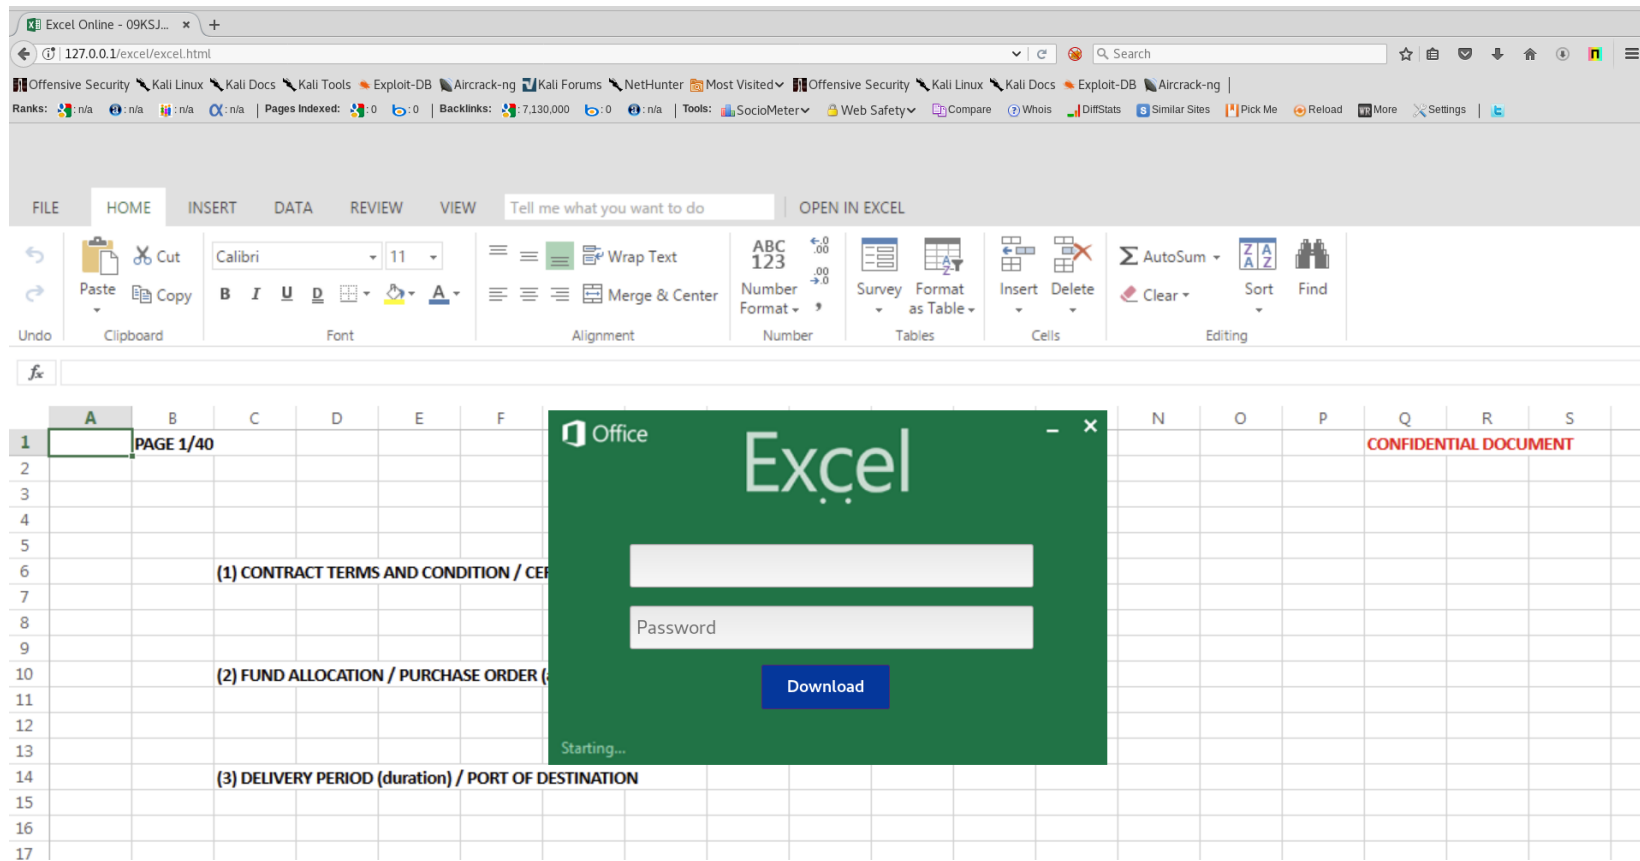 Excel Online - 09KSJ... × +
127.0.0.1/excel/excel.html Search
Offensive Security Kali Linux Kali Docs Kali Tools Exploit-DB Aircrack-ng Kali Forums NetHunter Most Visited Offensive Security Kali Linux Kali Docs Exploit-DB Aircrack-ng
Ranks: : n/a : n/a : n/a : n/a | Pages Indexed: : 0 : 0 | Backlinks: : 7,130,000 : 0 : n/a | Tools: SocioMeter Web Safety Compare Whois DiffStats Similar Sites Pick Me Reload More Settings
FILE HOME INSERT DATA REVIEW VIEW Tell me what you want to do OPEN IN EXCEL
Paste Cut Copy
Calibri 11
B I U D A
Wrap Text
Merge & Center
ABC 123
Number Format
Survey Format as Table
Insert Delete
AutoSum Clear
Sort Find
Undo Clipboard Font Alignment Number Tables Cells Editing
fx
A B C D E F N O P Q R S
1 PAGE 1/40 CONFIDENTIAL DOCUMENT
2
3
4
5
6 (1) CONTRACT TERMS AND CONDITION / CER
7
8
9
10 (2) FUND ALLOCATION / PURCHASE ORDER (
11
12
13
14 (3) DELIVERY PERIOD (duration) / PORT OF DESTINATION
15
16
17
Office
Excel
Password
Download
Starting...